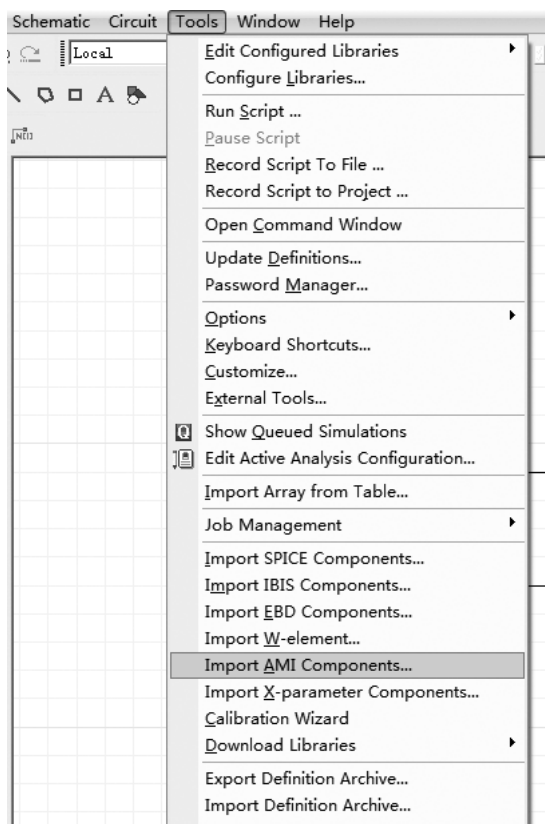 Schematic Circuit Tools Window Help
Local
Edit Configured Libraries
Configure Libraries...
A
Run Script ...
Pause Script
Record Script To File ...
Record Script to Project ...
Open Command Window
Update Definitions...
Password Manager...
Options
Keyboard Shortcuts...
Customize...
External Tools...
Show Queued Simulations
Edit Active Analysis Configuration...
Import Array from Table...
Job Management
Import SPICE Components...
Import IBIS Components...
Import EBD Components...
Import W-element...
Import AMI Components...
Import X-parameter Components...
Calibration Wizard
Download Libraries
Export Definition Archive...
Import Definition Archive...